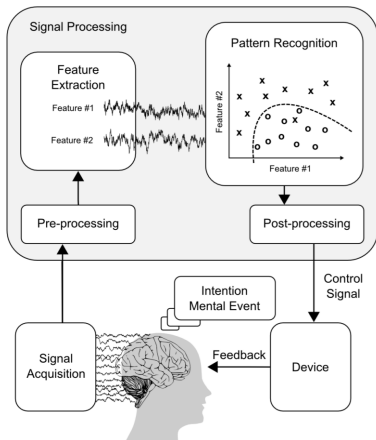 Signal Processing
Feature
Extraction
Feature #1
Feature #2
Pattern Recognition
Feature #2
Feature #1
Pre-processing
Post-processing
Intention
Mental Event
Control
Signal
Signal
Acquisition
Feedback
Device